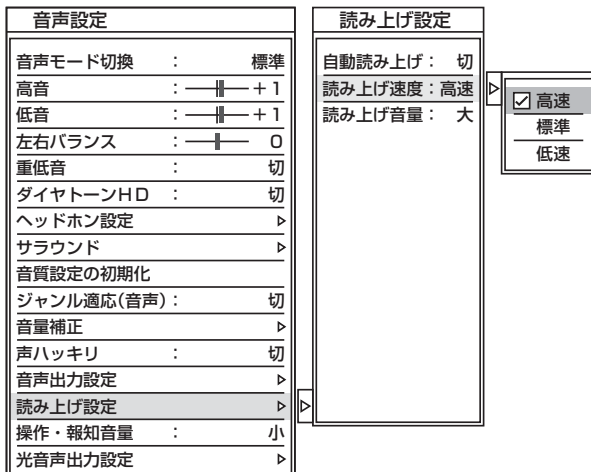 音声設定
音声モード切換 : 標準
高音 : +1
低音 : +1
左右バランス : 0
重低音 : 切
ダイヤトーンHD : 切
ヘッドホン設定
サラウンド
音質設定の初期化
ジャンル適応(音声) : 切
音量補正
声ハッキリ : 切
音声出力設定
読み上げ設定
操作・報知音量 : 小
光音声出力設定
読み上げ設定
自動読み上げ : 切
読み上げ速度 : 高速
読み上げ音量 : 大
高速
標準
低速